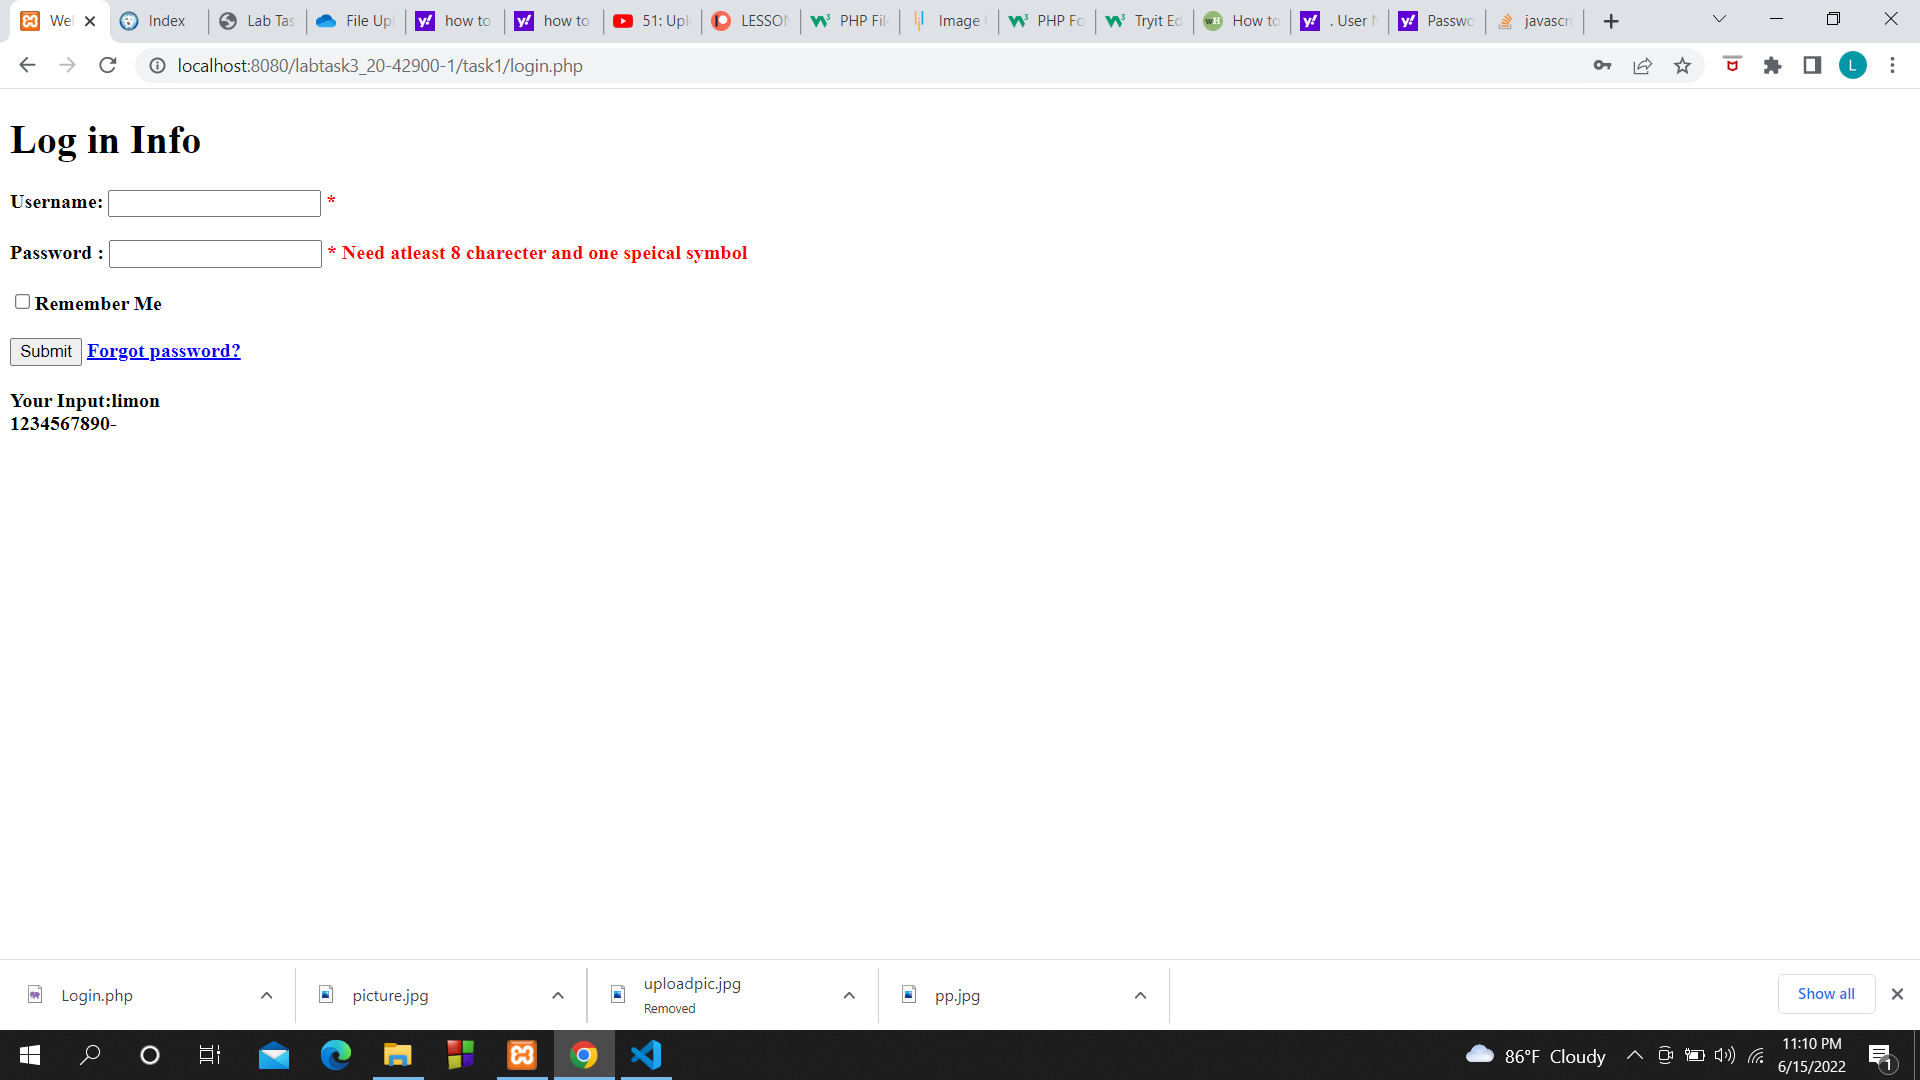 Wel
Index
Lab Tas
File Upl
how to
how to
51: Uplo
LESSON
PHP File
Image U
PHP Fo
Tryit Ed
How to
. User N
Passwo
javascri
localhost:8080/labtask3_20-42900-1/task1/login.php
L
Log in Info
Username: *
Password : * Need atleast 8 charecter and one speical symbol
Remember Me
Submit Forgot password?
Your Input:limon
1234567890-
Login.php
picture.jpg
uploadpic.jpg
Removed
pp.jpg
Show all
86°F Cloudy
11:10 PM
6/15/2022
1